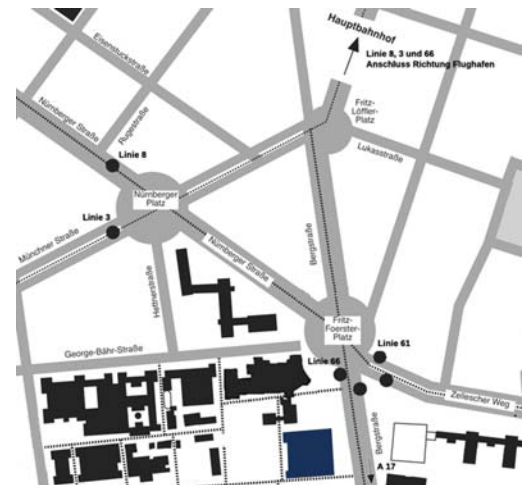 Hauptbahnhof
Linie 8, 3 und 66
Anschluss Richtung Flughafen
Eisenstuckstraße
Nürnberger Straße
Rugestraße
Fritz-
Löffler-
Platz
Lukasstraße
Linie 8
Nürnberger
Platz
Linie 3
Münchner Straße
Hettnerstraße
Nürnberger Straße
Bergstraße
Fritz-
Foerster-
Platz
Linie 61
George-Bähr-Straße
Linie 66
Zellescher Weg
Bergstraße
A 17